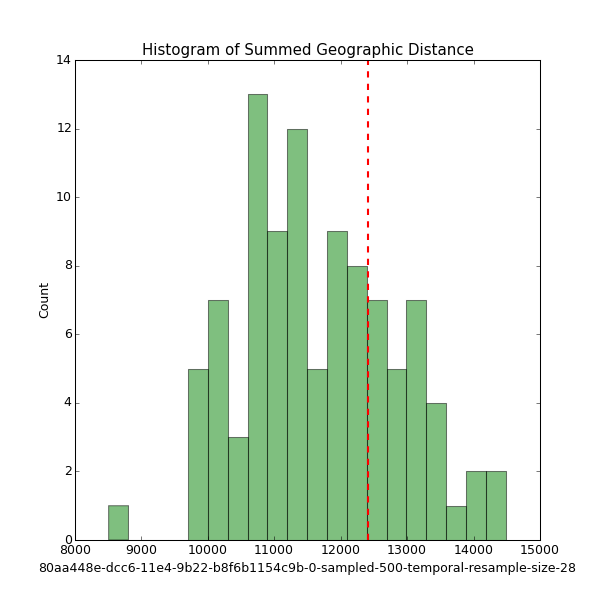 Histogram of Summed Geographic Distance
14
12
10
8
6
4
2
0
Count
8000 9000 10000 11000 12000 13000 14000 15000
80aa448e-dcc6-11e4-9b22-b8f6b1154c9b-0-sampled-500-temporal-resample-size-28